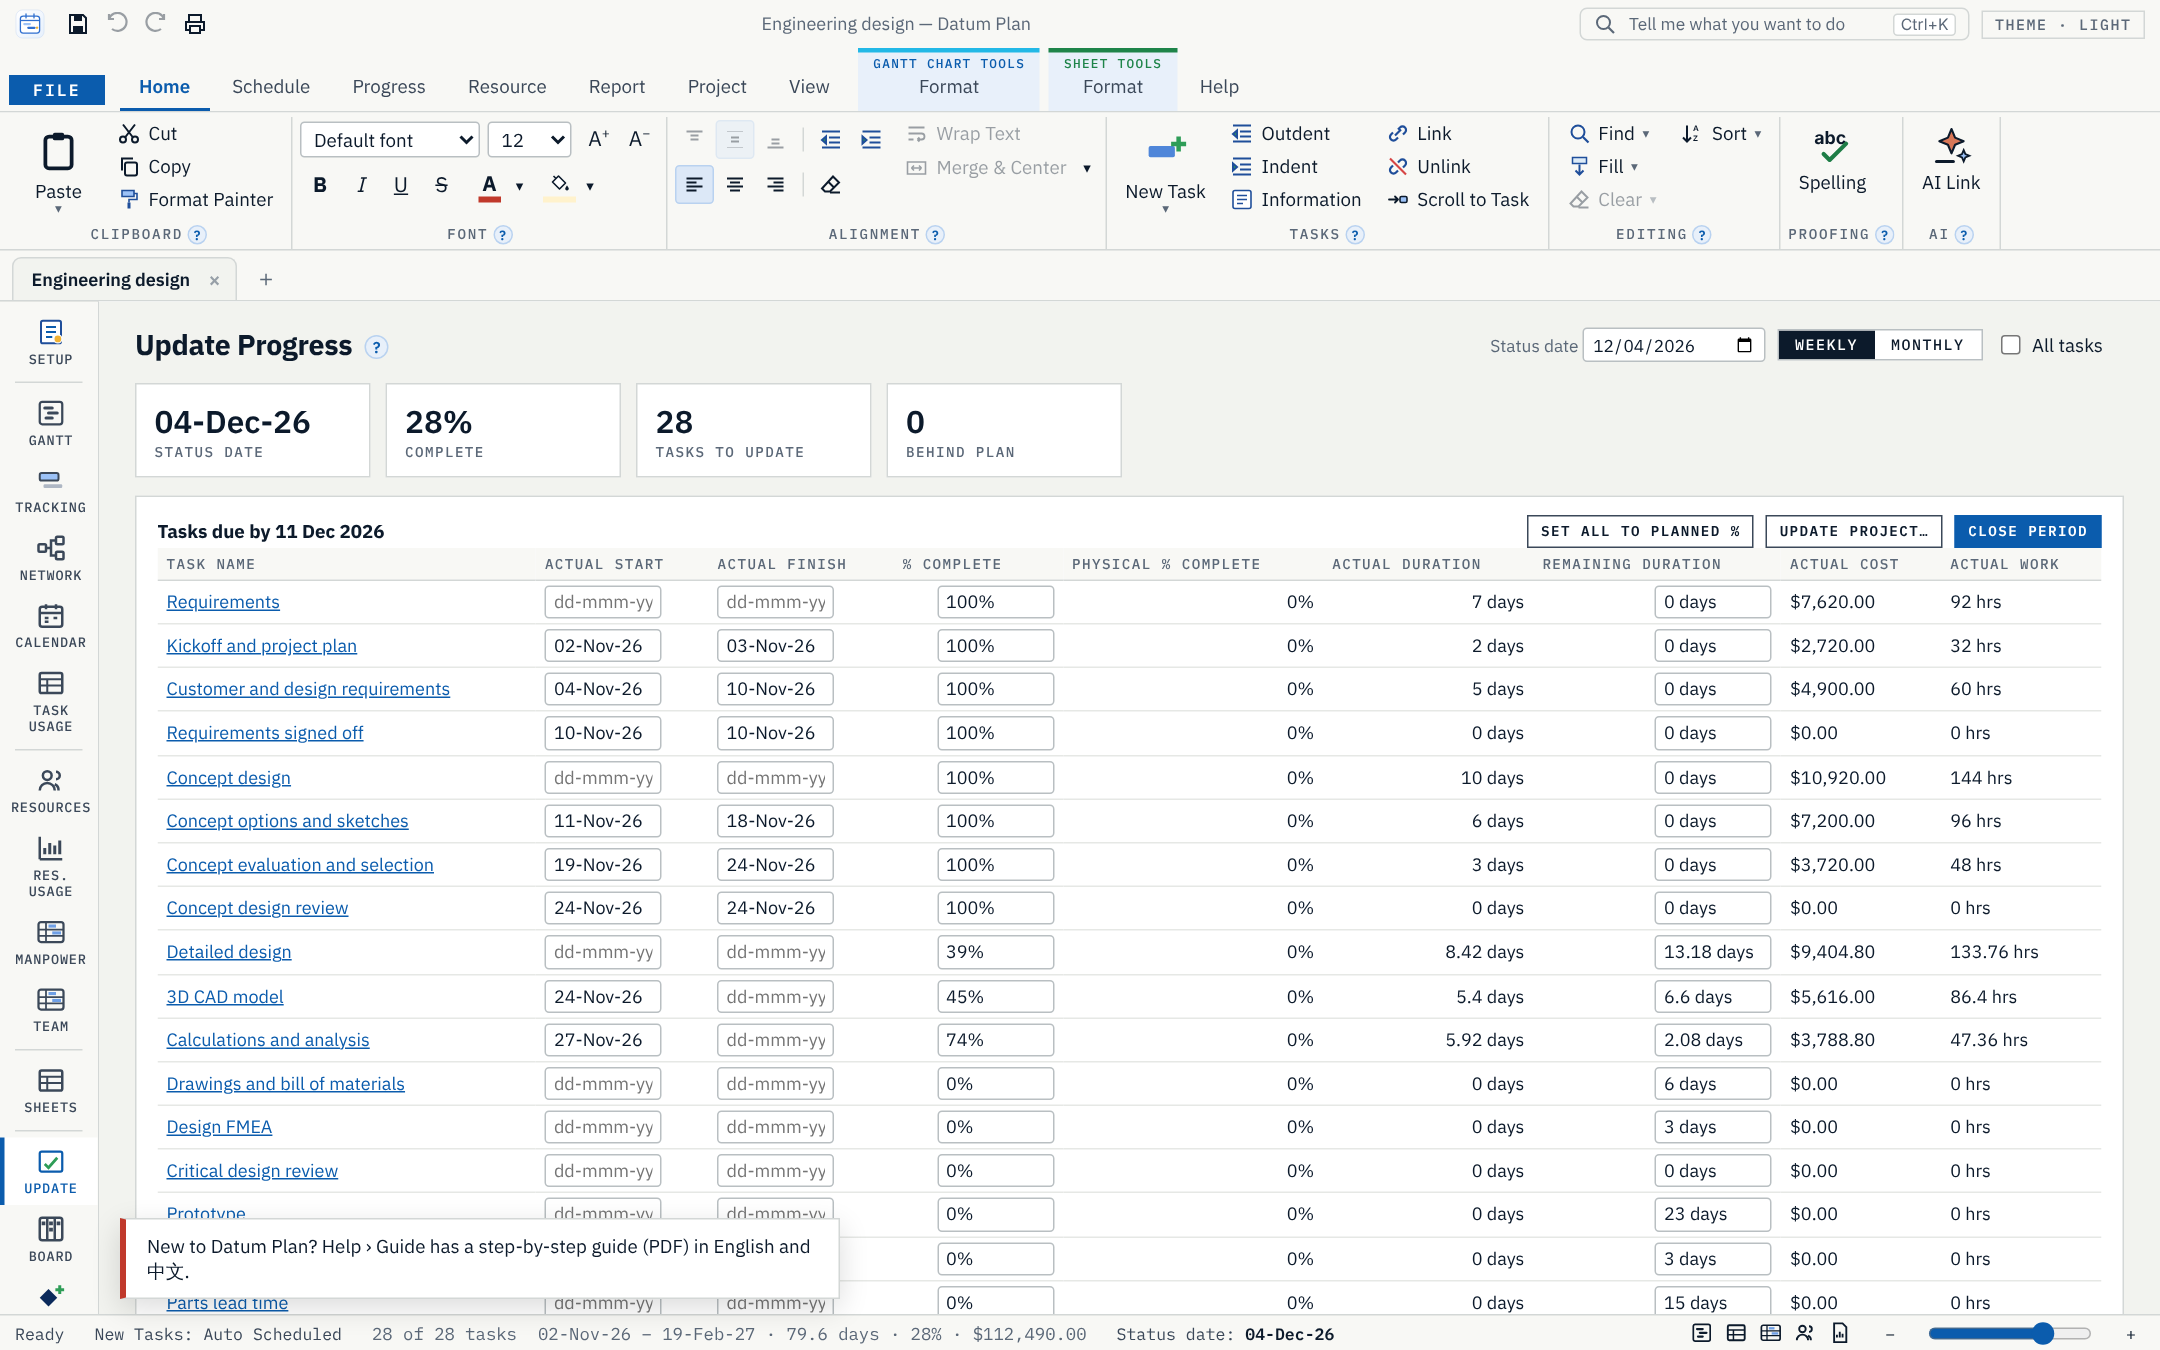 Engineering design — Datum Plan
Tell me what you want to do Ctrl+K
THEME · LIGHT
GANTT CHART TOOLS SHEET TOOLS
FILE Home Schedule Progress Resource Report Project View Format Format Help
Paste
Cut
Copy
Format Painter
CLIPBOARD ?
Default font 12 A+ A−
B I U S A
FONT ?
Wrap Text
Merge & Center
ALIGNMENT ?
New Task
Outdent
Indent
Information
Link
Unlink
Scroll to Task
TASKS ?
Find
Fill
Clear
Sort
EDITING ?
abc
Spelling
PROOFING ?
AI Link
AI ?
Engineering design × +
SETUP
GANTT
TRACKING
NETWORK
CALENDAR
TASK
USAGE
RESOURCES
RES.
USAGE
MANPOWER
TEAM
SHEETS
UPDATE
BOARD
Update Progress ?
Status date 12/04/2026 WEEKLY MONTHLY All tasks
04-Dec-26
STATUS DATE
28%
COMPLETE
28
TASKS TO UPDATE
0
BEHIND PLAN
Tasks due by 11 Dec 2026 SET ALL TO PLANNED % UPDATE PROJECT… CLOSE PERIOD
TASK NAME ACTUAL START ACTUAL FINISH % COMPLETE PHYSICAL % COMPLETE ACTUAL DURATION REMAINING DURATION ACTUAL COST ACTUAL WORK
Requirements dd-mmm-yy dd-mmm-yy 100% 0% 7 days 0 days $7,620.00 92 hrs
Kickoff and project plan 02-Nov-26 03-Nov-26 100% 0% 2 days 0 days $2,720.00 32 hrs
Customer and design requirements 04-Nov-26 10-Nov-26 100% 0% 5 days 0 days $4,900.00 60 hrs
Requirements signed off 10-Nov-26 10-Nov-26 100% 0% 0 days 0 days $0.00 0 hrs
Concept design dd-mmm-yy dd-mmm-yy 100% 0% 10 days 0 days $10,920.00 144 hrs
Concept options and sketches 11-Nov-26 18-Nov-26 100% 0% 6 days 0 days $7,200.00 96 hrs
Concept evaluation and selection 19-Nov-26 24-Nov-26 100% 0% 3 days 0 days $3,720.00 48 hrs
Concept design review 24-Nov-26 24-Nov-26 100% 0% 0 days 0 days $0.00 0 hrs
Detailed design dd-mmm-yy dd-mmm-yy 39% 0% 8.42 days 13.18 days $9,404.80 133.76 hrs
3D CAD model 24-Nov-26 dd-mmm-yy 45% 0% 5.4 days 6.6 days $5,616.00 86.4 hrs
Calculations and analysis 27-Nov-26 dd-mmm-yy 74% 0% 5.92 days 2.08 days $3,788.80 47.36 hrs
Drawings and bill of materials dd-mmm-yy dd-mmm-yy 0% 0% 0 days 6 days $0.00 0 hrs
Design FMEA dd-mmm-yy dd-mmm-yy 0% 0% 0 days 3 days $0.00 0 hrs
Critical design review dd-mmm-yy dd-mmm-yy 0% 0% 0 days 0 days $0.00 0 hrs
Prototype dd-mmm-yy dd-mmm-yy 0% 0% 0 days 23 days $0.00 0 hrs
0% 0% 0 days 3 days $0.00 0 hrs
Parts lead time dd-mmm-yy dd-mmm-yy 0% 0% 0 days 15 days $0.00 0 hrs
New to Datum Plan? Help › Guide has a step-by-step guide (PDF) in English and
中文.
Ready New Tasks: Auto Scheduled 28 of 28 tasks 02-Nov-26 – 19-Feb-27 · 79.6 days · 28% · $112,490.00 Status date: 04-Dec-26 − +